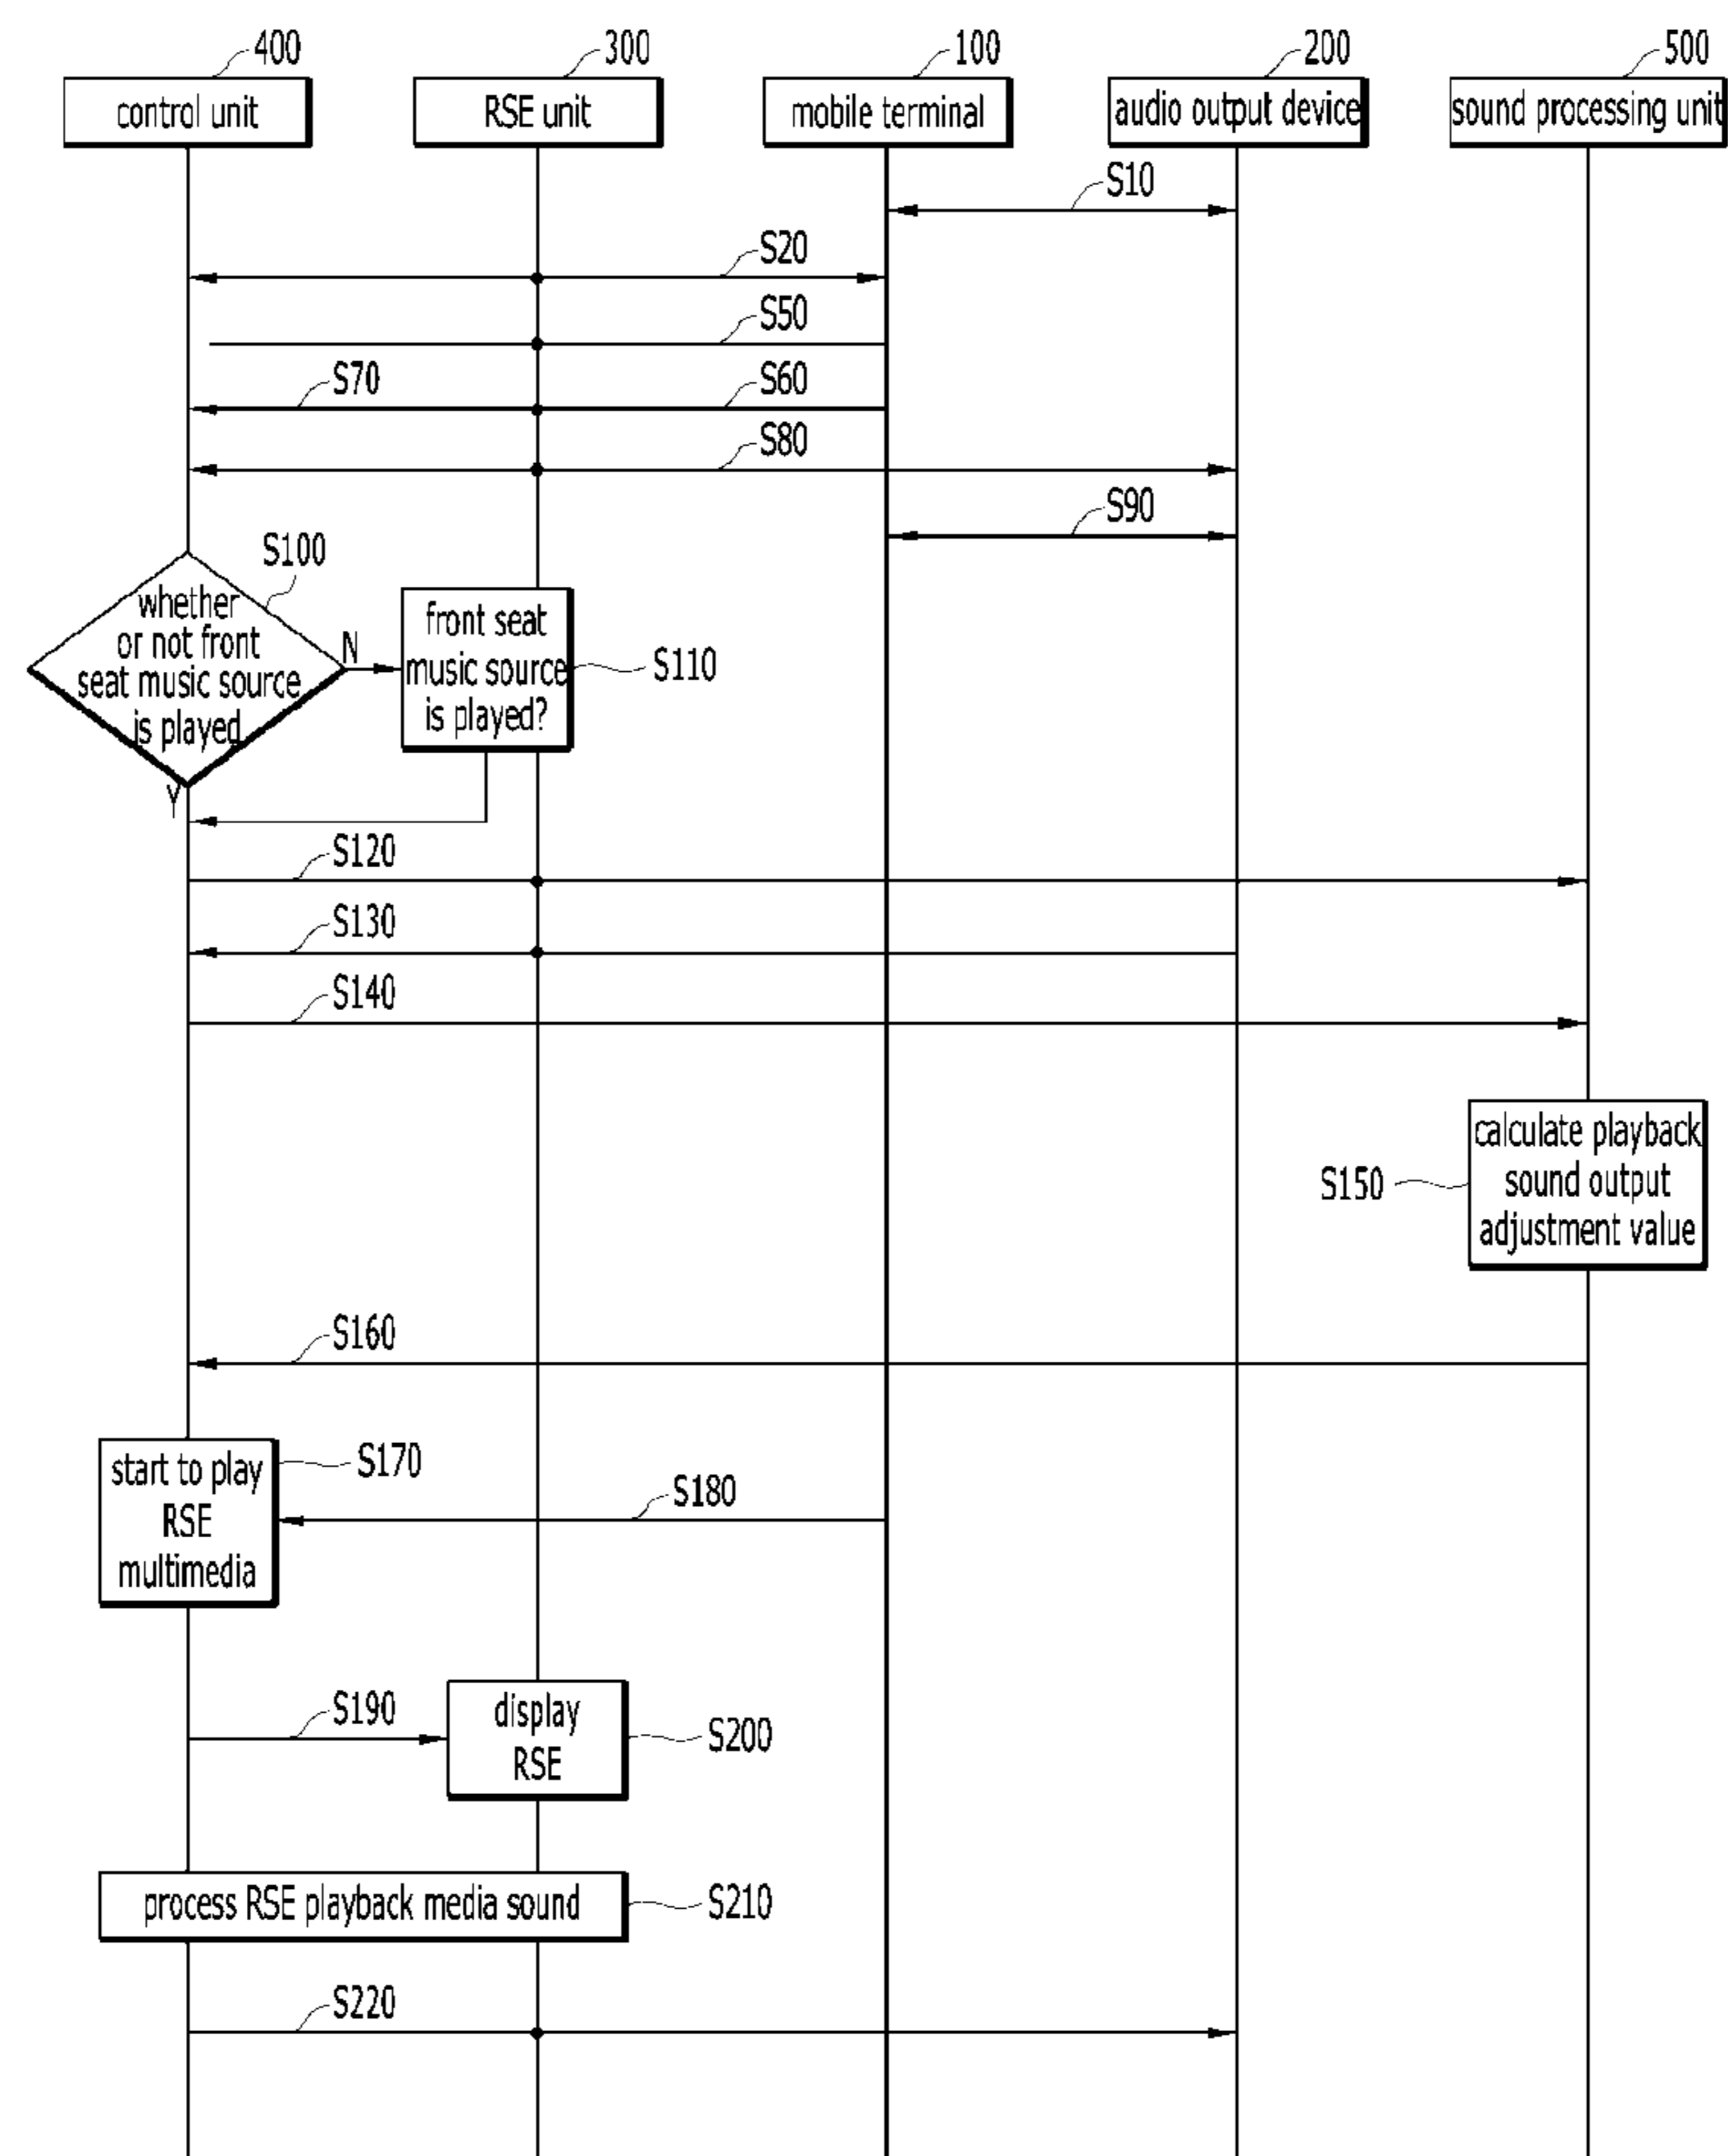 400
300
100
200
500
control unit
RSE unit
mobile terminal
audio output device
sound processing unit
S10
S20
S50
S70
S60
S80
S90
S100
whether
or not front
seat music source
is played
N
Y
front seat
music source
is played?
S110
S120
S130
S140
calculate playback
sound output
adjustment value
S150
S160
start to play
RSE
multimedia
S170
S180
S190
display
RSE
S200
process RSE playback media sound
S210
S220